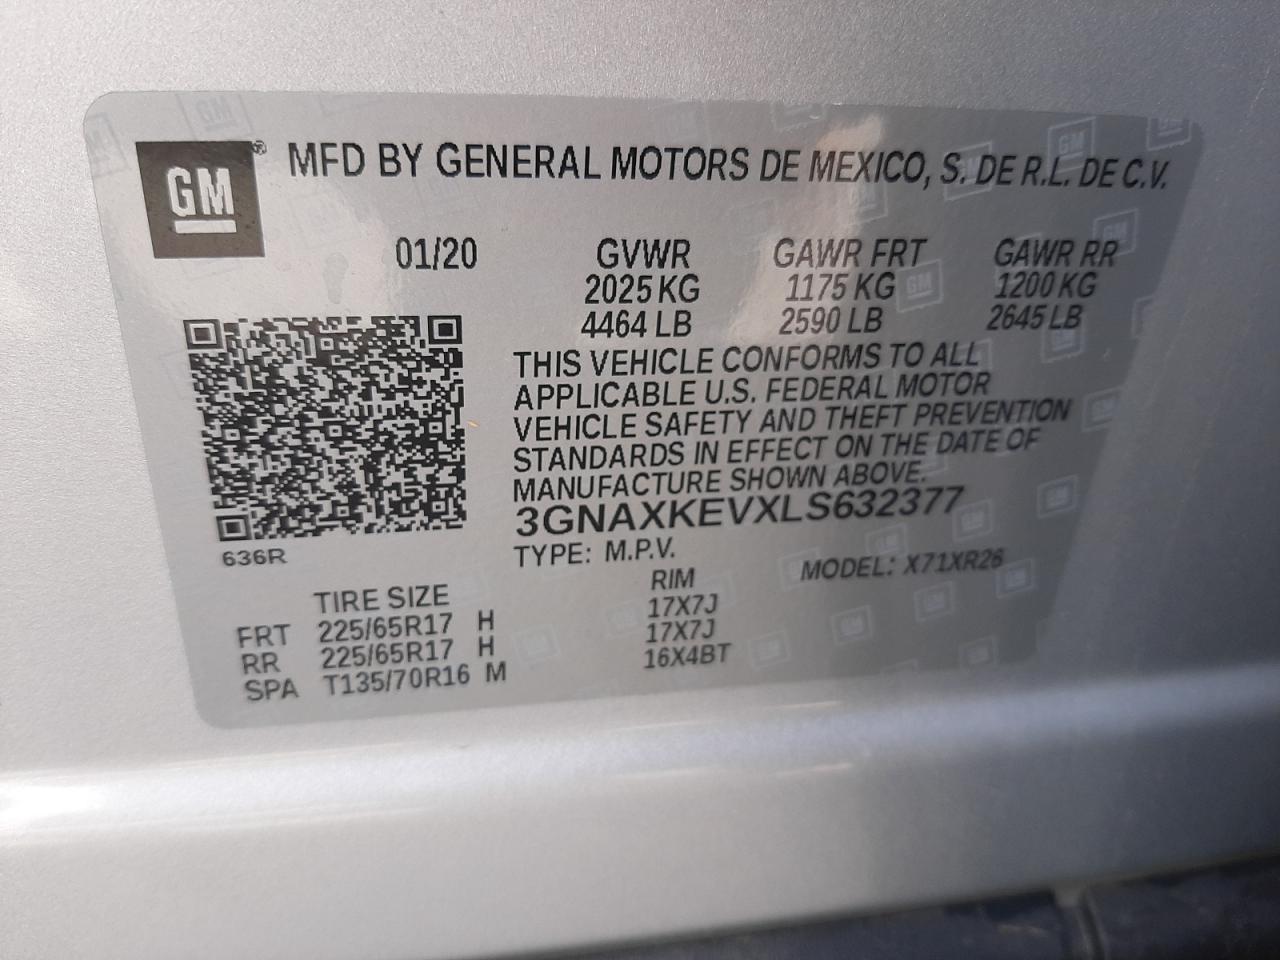 GM® MFD BY GENERAL MOTORS DE MEXICO, S. DE R.L. DE C.V.
01/20 GVWR GAWR FRT GAWR RR
2025 KG 1175 KG 1200 KG
4464 LB 2590 LB 2645 LB
THIS VEHICLE CONFORMS TO ALL
APPLICABLE U.S. FEDERAL MOTOR
VEHICLE SAFETY AND THEFT PREVENTION
STANDARDS IN EFFECT ON THE DATE OF
MANUFACTURE SHOWN ABOVE.
3GNAXKEVXLS632377
636R TYPE: M.P.V. MODEL: X71XR26
TIRE SIZE RIM
FRT 225/65R17 H 17X7J
RR 225/65R17 H 17X7J
SPA T135/70R16 M 16X4BT